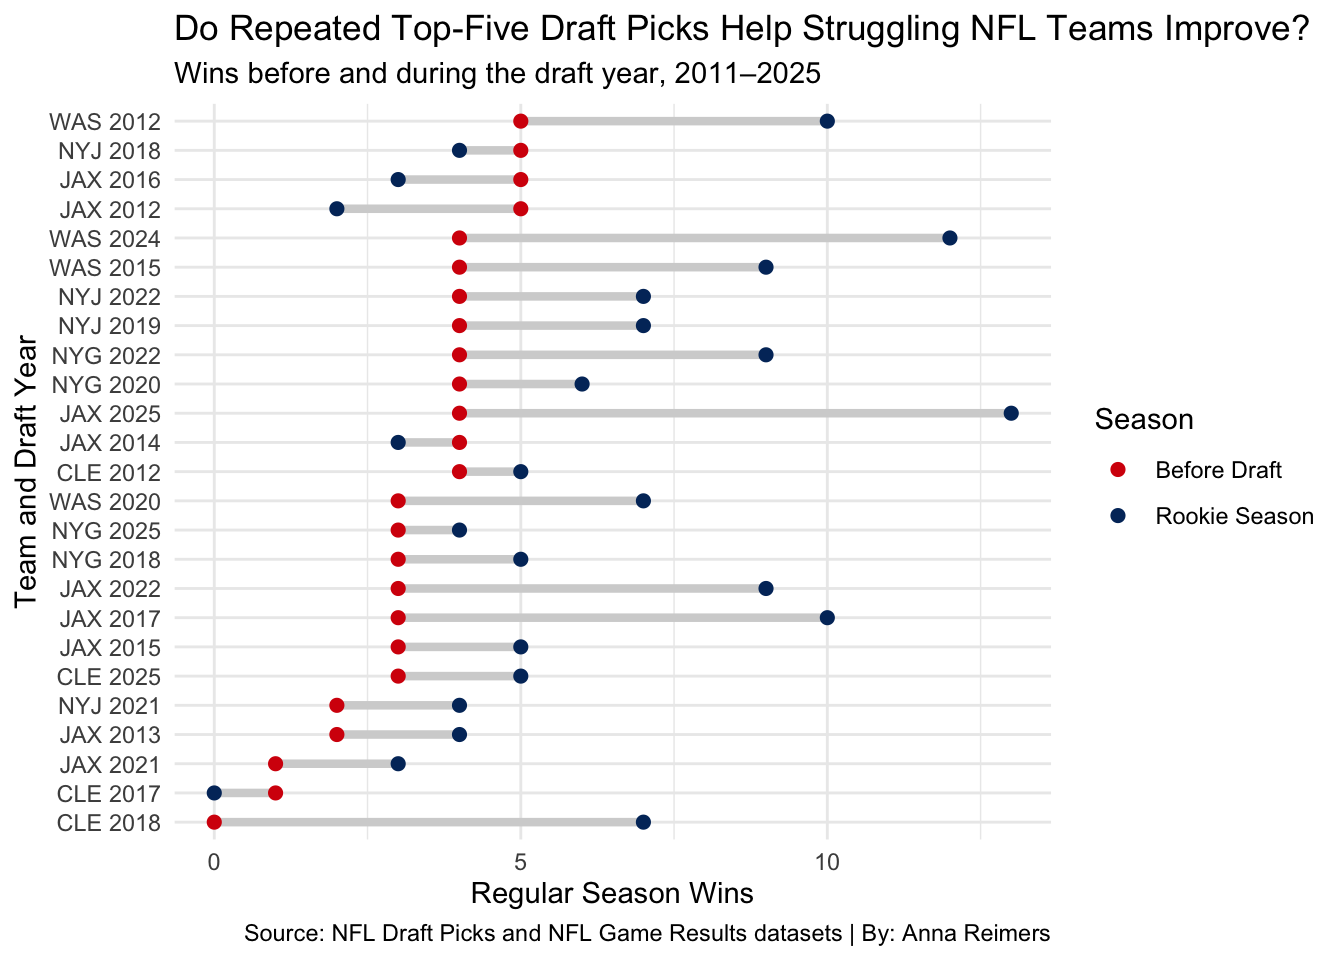 Do Repeated Top-Five Draft Picks Help Struggling NFL Teams Improve?
Wins before and during the draft year, 2011–2025
Team and Draft Year
WAS 2012
NYJ 2018
JAX 2016
JAX 2012
WAS 2024
WAS 2015
NYJ 2022
NYJ 2019
NYG 2022
NYG 2020
JAX 2025
JAX 2014
CLE 2012
WAS 2020
NYG 2025
NYG 2018
JAX 2022
JAX 2017
JAX 2015
CLE 2025
NYJ 2021
JAX 2013
JAX 2021
CLE 2017
CLE 2018
0 5 10
Regular Season Wins
Season
Before Draft
Rookie Season
Source: NFL Draft Picks and NFL Game Results datasets | By: Anna Reimers